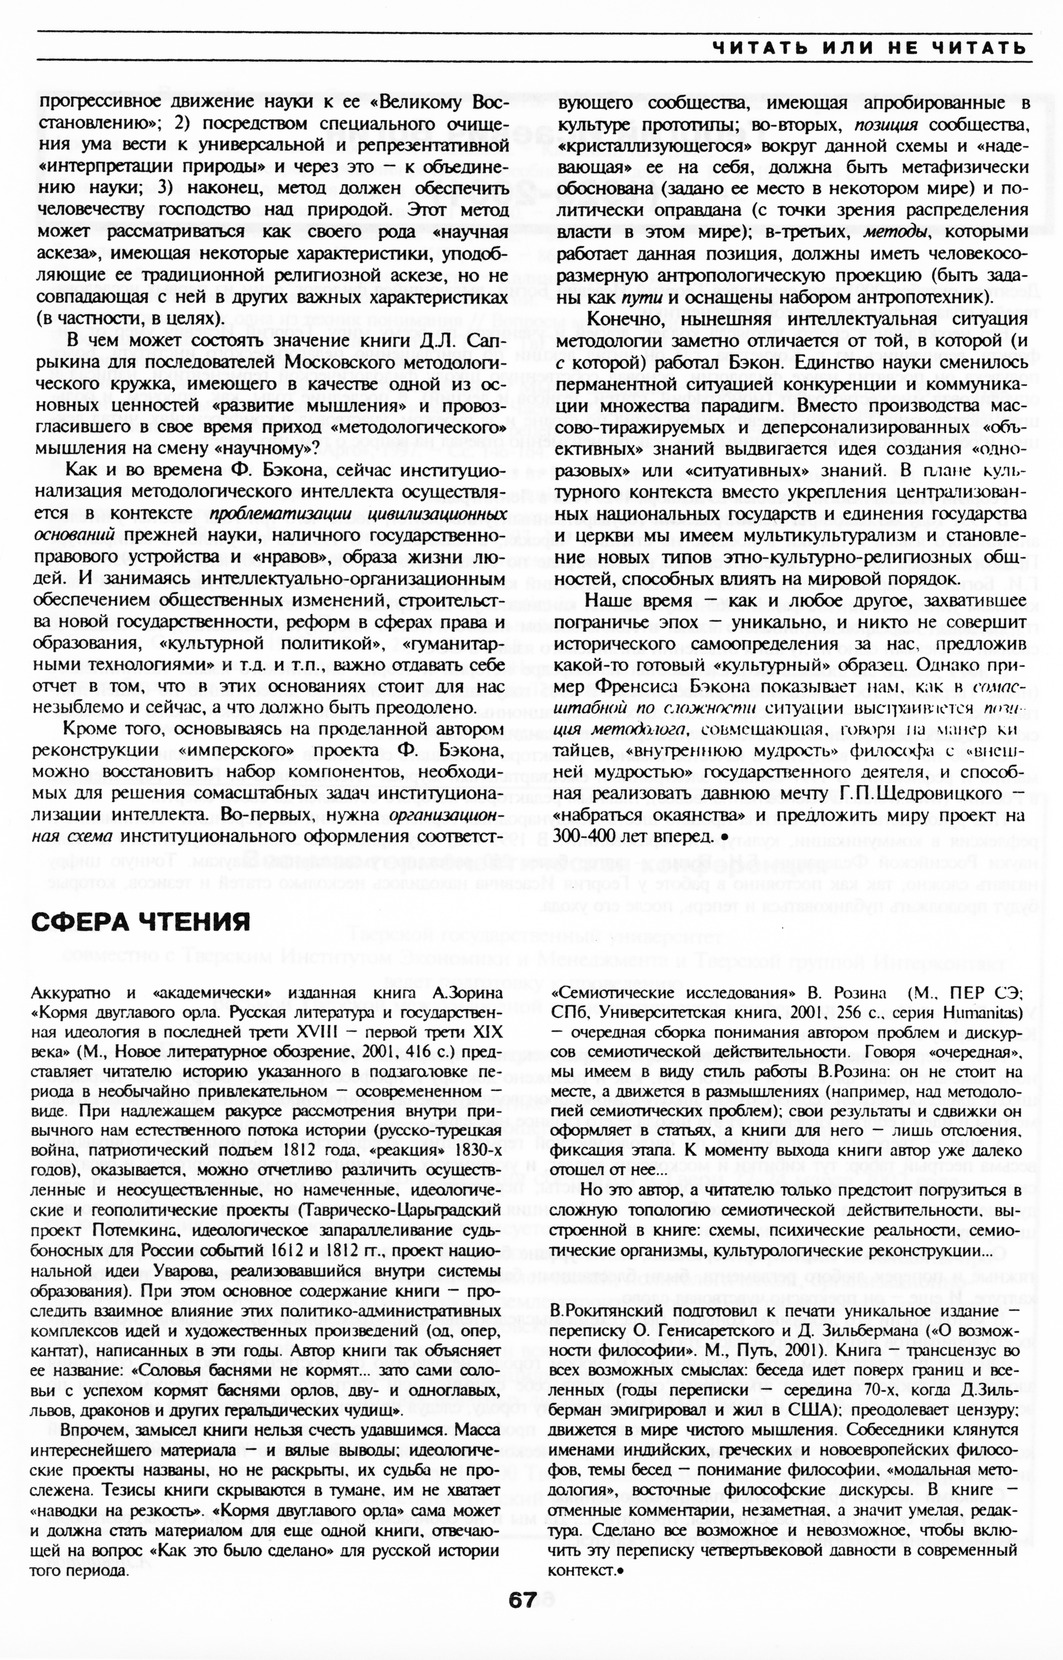 ЧИТАТЬ ИЛИ НЕ ЧИТАТЬ
прогрессивное движение науки к ее «Великому Вос-
становлению»; 2) посредством специального очище-
ния ума вести к универсальной и репрезентативной
«интерпретации природы» и через это — к объедине-
нию науки; 3) наконец, метод должен обеспечить
человечеству господство над природой. Этот метод
может рассматриваться как своего рода «научная
аскеза», имеющая некоторые характеристики, уподоб-
ляющие ее традиционной религиозной аскезе, но не
совпадающая с ней в других важных характеристиках
(в частности, в целях).
В чем может состоять значение книги Д.Л. Сап-
рыкина для последователей Московского методологи-
ческого кружка, имеющего в качестве одной из ос-
новных ценностей «развитие мышления» и провоз-
гласившего в свое время приход «методологического»
мышления на смену «научному»?
Как и во времена Ф. Бэкона, сейчас институцио-
нализация методологического интеллекта осуществля-
ется в контексте проблематизации цивилизационных
оснований прежней науки, наличного государственно-
правового устройства и «нравов», образа жизни лю-
дей. И занимаясь интеллектуально-организационным
обеспечением общественных изменений, строительст-
ва новой государственности, реформ в сферах права и
образования, «культурной политикой», «гуманитар-
ными технологиями» и т.д. и т.п., важно отдавать себе
отчет в том, что в этих основаниях стоит для нас
незыблемо и сейчас, а что должно быть преодолено.
Кроме того, основываясь на проделанной автором
реконструкции «имперского» проекта Ф. Бэкона,
можно восстановить набор компонентов, необходи-
мых для решения сомасштабных задач институциона-
лизации интеллекта. Во-первых, нужна организацион-
ная схема институционального оформления соответст-
вующего сообщества, имеющая апробированные в
культуре прототипы; во-вторых, позиция сообщества,
«кристаллизующегося» вокруг данной схемы и «наде-
вающая» ее на себя, должна быть метафизически
обоснована (задано ее место в некотором мире) и по-
литически оправдана (с точки зрения распределения
власти в этом мире); в-третьих, методы, которыми
работает данная позиция, должны иметь человекосо-
размерную антропологическую проекцию (быть зада-
ны как пути и оснащены набором антропотехник).
Конечно, нынешняя интеллектуальная ситуация
методологии заметно отличается от той, в которой (и
с которой) работал Бэкон. Единство науки сменилось
перманентной ситуацией конкуренции и коммуника-
ции множества парадигм. Вместо производства мас-
сово-тиражируемых и деперсонализированных «объ-
ективных» знаний выдвигается идея создания «одно-
разовых» или «ситуативных» знаний. В плане куль-
турного контекста вместо укрепления централизован-
ных национальных государств и единения государства
и церкви мы имеем мультикультурализм и становле-
ние новых типов этно-культурно-религиозных общ-
ностей, способных влиять на мировой порядок.
Наше время — как и любое другое, захватившее
пограничье эпох — уникально, и никто не совершит
исторического самоопределения за нас, предложив
какой-то готовый «культурный» образец. Однако при-
мер Френсиса Бэкона показывает нам, как в сомас-
штабной по сложности ситуации выстраивается пози-
ция методолога, совмещающая, говоря на манер ки
тайцев, «внутреннюю мудрость» философа с «внеш-
ней мудростью» государственного деятеля, и способ-
ная реализовать давнюю мечту Г.П.Щедровицкого —
«набраться окаянства» и предложить миру проект на
300-400 лет вперед. •
СФЕРА ЧТЕНИЯ
Аккуратно и «академически» изданная книга А.Зорина
«Кормя двуглавого орла. Русская литература и государствен-
ная идеология в последней трети XVIII — первой трети XIX
века» (М., Новое литературное обозрение, 2001, 416 с.) пред-
ставляет читателю историю указанного в подзаголовке пе-
риода в необычайно привлекательном — современном —
виде. При надлежащем ракурсе рассмотрения внутри при-
вычного нам естественного потока истории (русско-турецкая
война, патриотический подъем 1812 года, «реакция» 1830-х
годов), оказывается, можно отчетливо различить осуществ-
ленные и неосуществленные, но намеченные, идеологиче-
ские и геополитические проекты (Таврическо-Царьградский
проект Потемкина, идеологическое запараллеливание судь-
боносных для России событий 1612 и 1812 гг., проект нацио-
нальной идеи Уварова, реализовавшийся внутри системы
образования). При этом основное содержание книги — про-
следить взаимное влияние этих политико-административных
комплексов идей и художественных произведений (од, опер,
кантат), написанных в эти годы. Автор книги так объясняет
ее название: «Соловья баснями не кормят... зато сами соло-
вьи с успехом кормят баснями орлов, дву- и одноглавых,
львов, драконов и других геральдических чудищ».
Впрочем, замысел книги нельзя счесть удавшимся. Масса
интереснейшего материала — и вялые выводы; идеологиче-
ские проекты названы, но не раскрыты, их судьба не про-
слежена. Тезисы книги скрываются в тумане, им не хватает
«наводки на резкость». «Кормя двуглавого орла» сама может
и должна стать материалом для еще одной книги, отвечаю-
щей на вопрос «Как это было сделано» для русской истории
того периода.
«Семиотические исследования» В. Розина (М., ПЕР СЭ;
СПб, Университетская книга, 2001, 256 с., серия Humanitas)
— очередная сборка понимания автором проблем и дискур-
сов семиотической действительности. Говоря «очередная»,
мы имеем в виду стиль работы В.Розина: он не стоит на
месте, а движется в размышлениях (например, над методоло-
гией семиотических проблем); свои результаты и сдвижки он
оформляет в статьях, а книги для него — лишь отслоения,
фиксация этапа. К моменту выхода книги автор уже далеко
отошел от нее...
Но это автор, а читателю только предстоит погрузиться в
сложную топологию семиотической действительности, вы-
строенной в книге: схемы, психические реальности, семио-
тические организмы, культурологические реконструкции...
В.Рокитянский подготовил к печати уникальное издание —
переписку О. Генисаретского и Д. Зильбермана («О возмож-
ности философии». М., Путь, 2001). Книга — трансцензус во
всех возможных смыслах: беседа идет поверх границ и все-
ленных (годы переписки — середина 70-х, когда Д.Зиль-
берман эмигрировал и жил в США); преодолевает цензуру;
движется в мире чистого мышления. Собеседники клянутся
именами индийских, греческих и новоевропейских филосо-
фов, темы бесед — понимание философии, «модальная мето-
дология», восточные философские дискурсы. В книге —
отменные комментарии и незаметная, а значит умелая, редак-
тура. Сделано все возможное и невозможное, чтобы вклю-
чить эту переписку четвертьвековой давности в современный
контекст.•
67